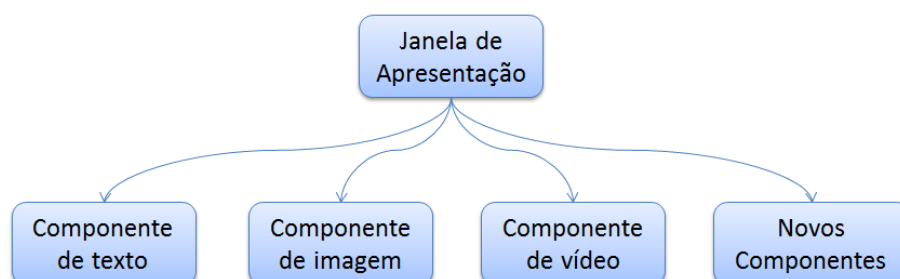 Janela de
Apresentação
Componente
de texto
Componente
de imagem
Componente
de vídeo
Novos
Componentes